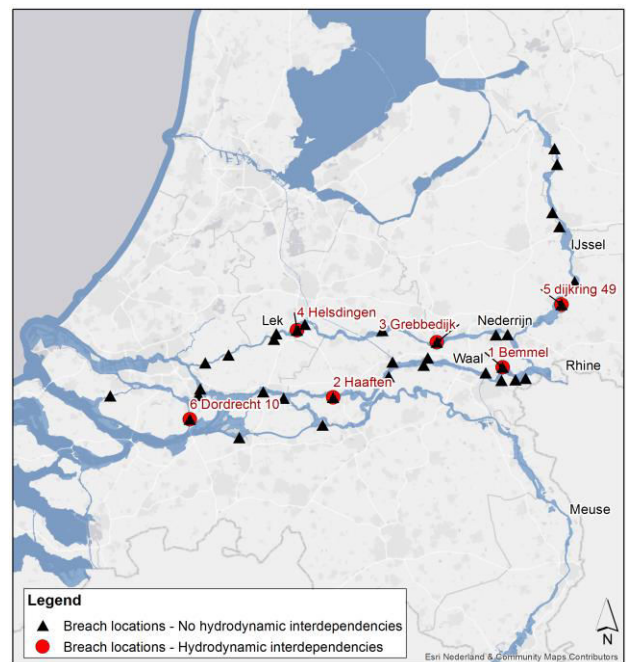 IJssel
5 dijkring 49
4 Helsdingen
Lek
3 Grebbedijk
Nederrijn
Waal
1 Bemmel
Rhine
2 Haaften
6 Dordrecht 10
Meuse
Legend
Breach locations - No hydrodynamic interdependencies
Breach locations - Hydrodynamic interdependencies
N
Esri Nederland & Community Maps Contributors